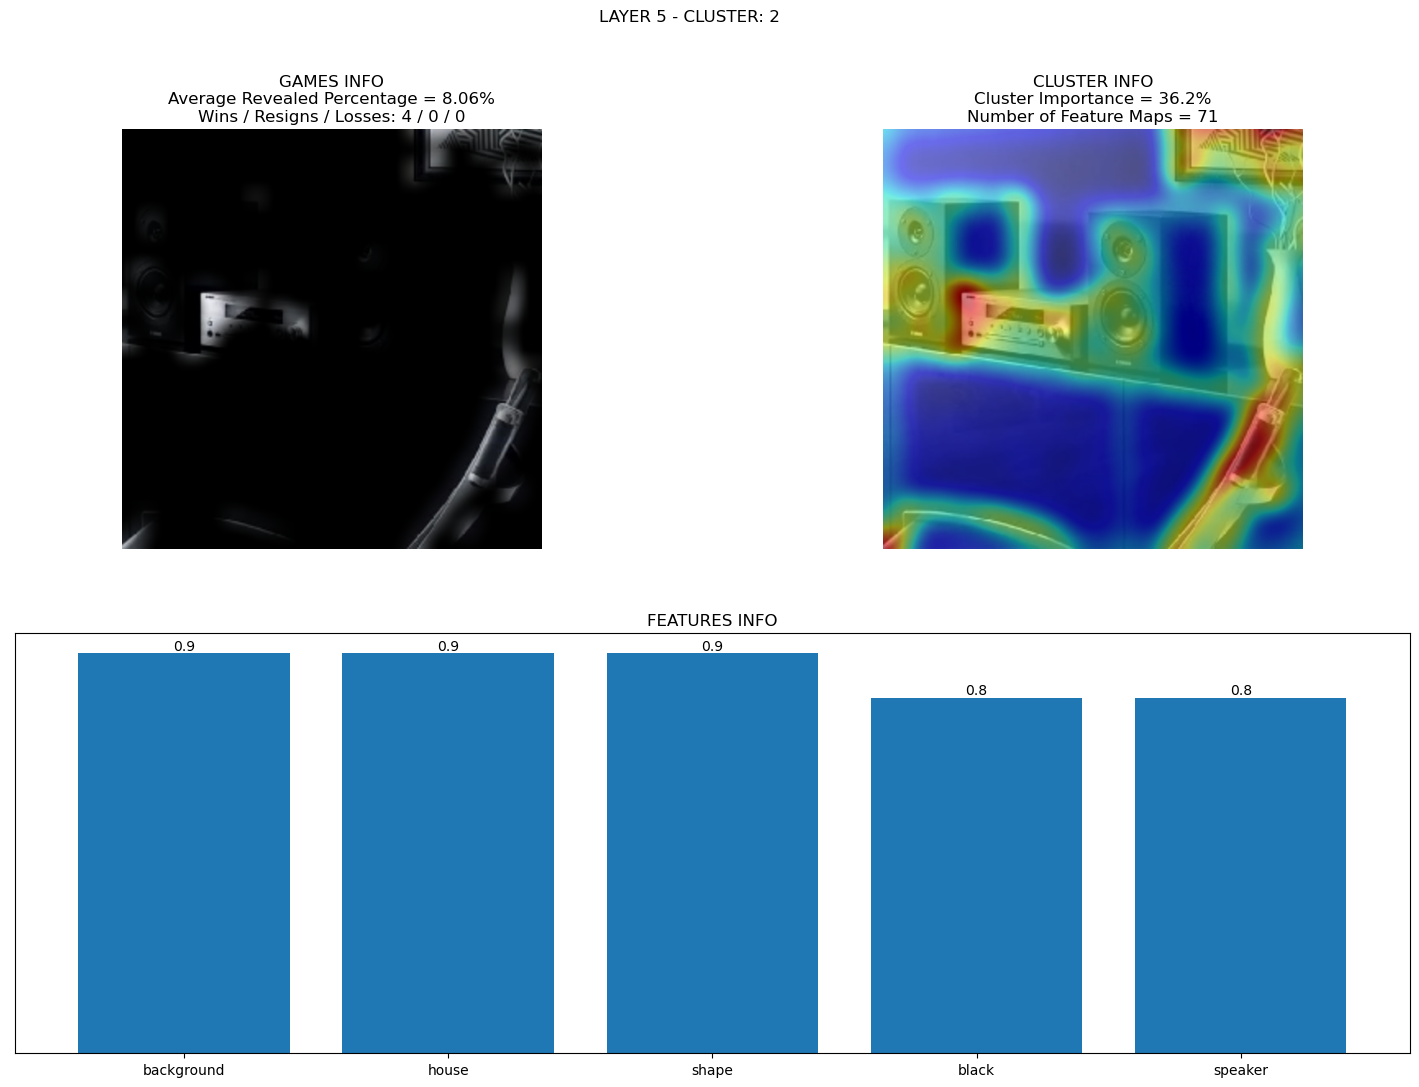 LAYER 5 - CLUSTER: 2
GAMES INFO
Average Revealed Percentage = 8.06%
Wins / Resigns / Losses: 4 / 0 / 0
CLUSTER INFO
Cluster Importance = 36.2%
Number of Feature Maps = 71
FEATURES INFO
0.9
0.9
0.9
0.8
0.8
background
house
shape
black
speaker